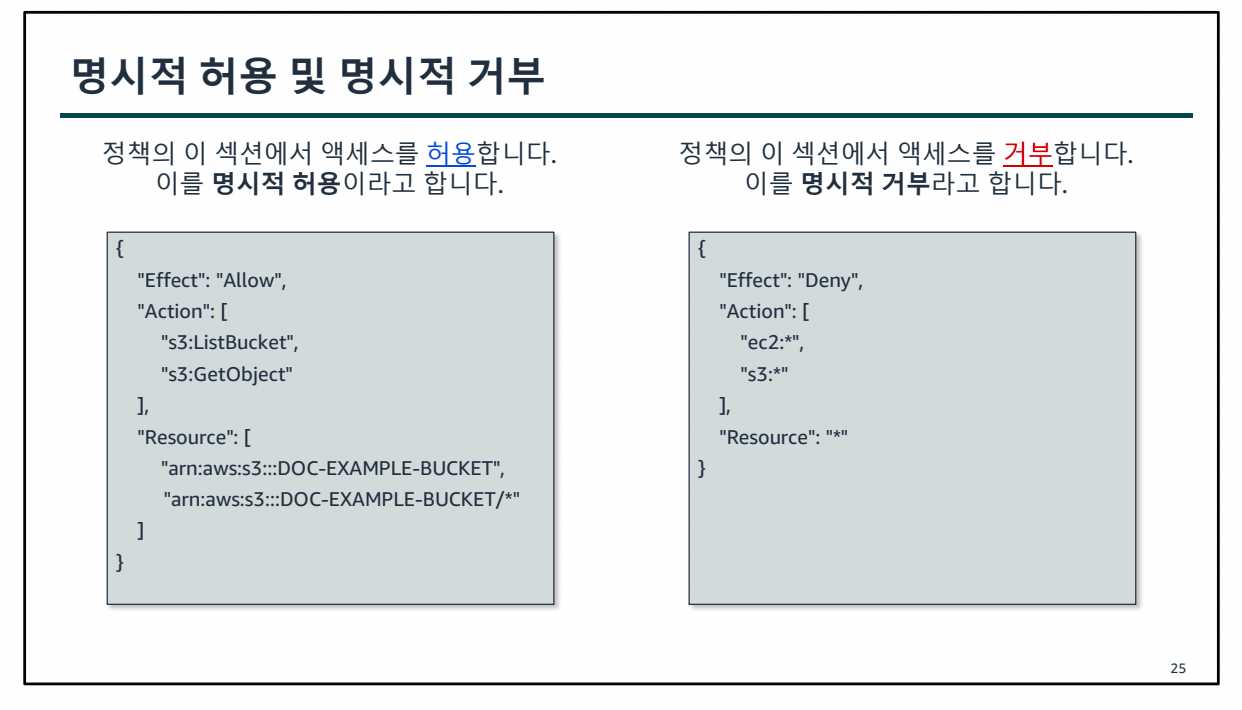 명시적 허용 및 명시적 거부
정책의 이 섹션에서 액세스를 허용합니다.
이를 명시적 허용이라고 합니다.
{
"Effect": "Allow",
"Action": [
"s3:ListBucket",
"s3:GetObject"
],
"Resource": [
"arn:aws:s3:::DOC-EXAMPLE-BUCKET",
"arn:aws:s3:::DOC-EXAMPLE-BUCKET/*"
]
}
정책의 이 섹션에서 액세스를 거부합니다.
이를 명시적 거부라고 합니다.
{
"Effect": "Deny",
"Action": [
"ec2:*",
"s3:*"
],
"Resource": "*"
}
25